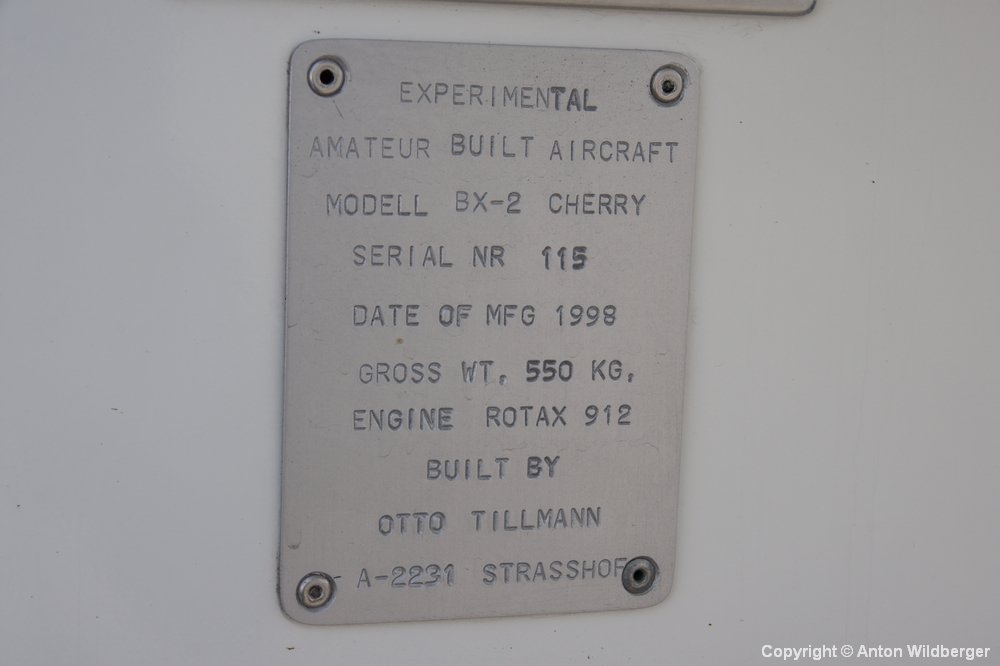 EXPERIMENTAL
AMATEUR BUILT AIRCRAFT
MODELL BX-2 CHERRY
SERIAL NR 115
DATE OF MFG 1998
GROSS WT. 550 KG.
ENGINE ROTAX 912
BUILT BY
OTTO TILLMANN
A-2231 STRASSHOF
Copyright © Anton Wildberger